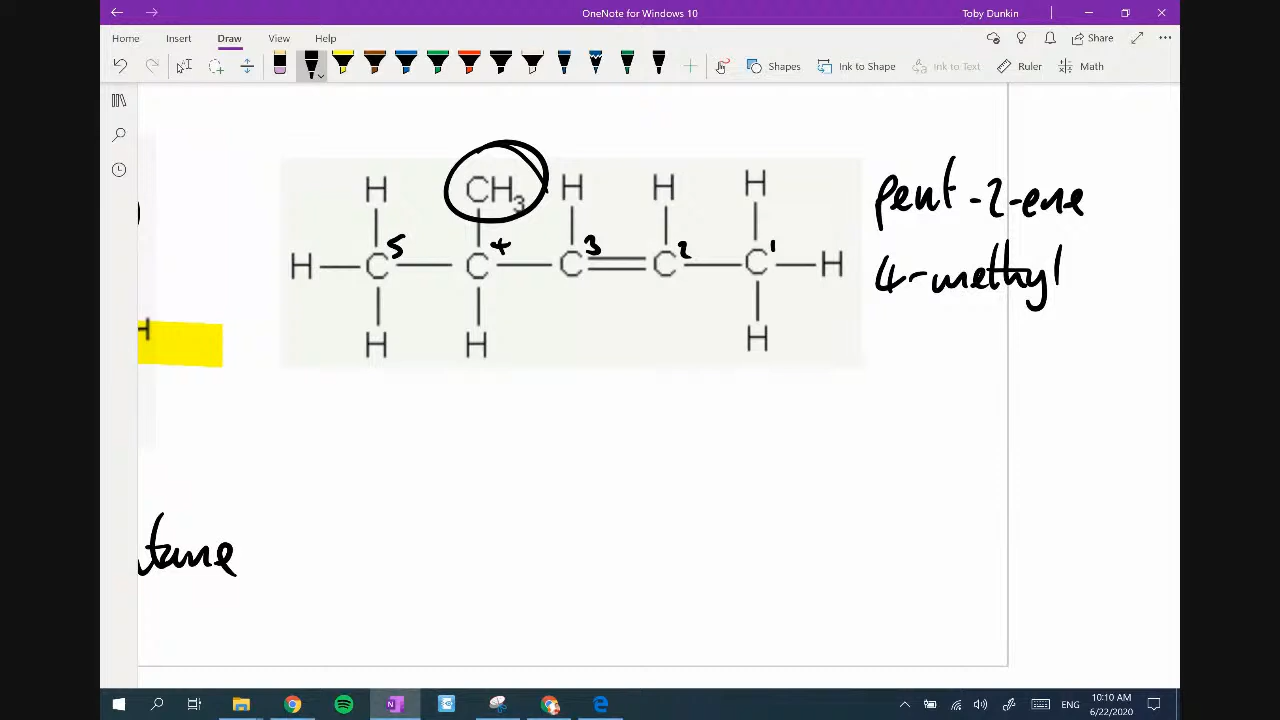 OneNote for Windows 10
Toby Dunkin
Home Insert Draw View Help
Share
Shapes Ink to Shape Ink to Text Ruler Math
H CH3 H H H
pent-2-ene
5 4 3 2 1
H C C C C C H
4-methyl
H H H
H
tane
10:10 AM
ENG
6/22/2020